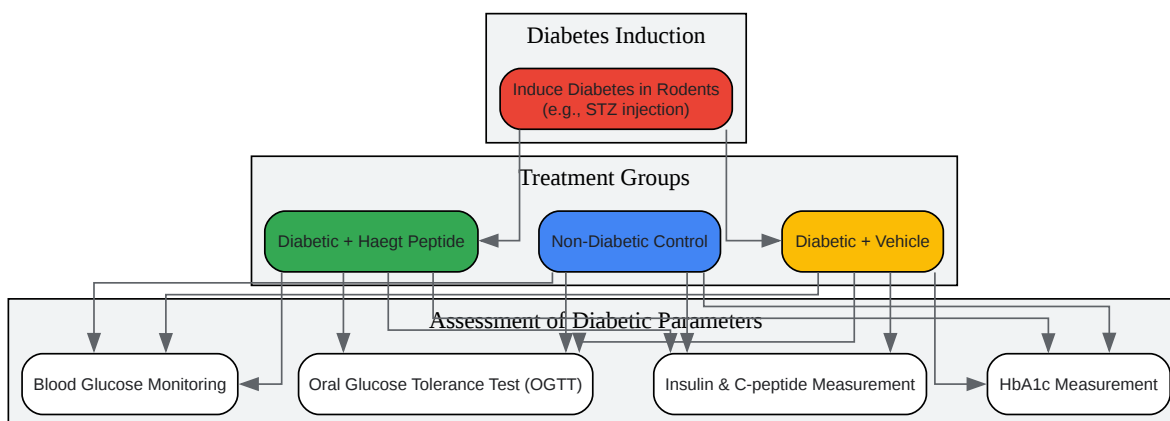 Diabetes Induction
Induce Diabetes in Rodents
(e.g., STZ injection)
Treatment Groups
Diabetic + Haegt Peptide
Non-Diabetic Control
Diabetic + Vehicle
Assessment of Diabetic Parameters
Blood Glucose Monitoring
Oral Glucose Tolerance Test (OGTT)
Insulin & C-peptide Measurement
HbA1c Measurement